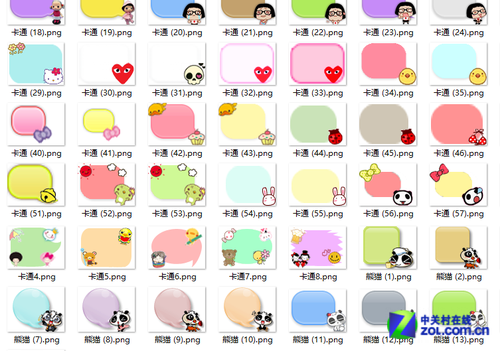 卡通 (18).png 卡通 (19).png 卡通 (20).png 卡通 (21).png 卡通 (22).png 卡通 (23).png 卡通 (24).png
卡通 (29).png 卡通 (30).png 卡通 (31).png 卡通 (32).png 卡通 (33).png 卡通 (34).png 卡通 (35).png
卡通 (40).png 卡通 (41).png 卡通 (42).png 卡通 (43).png 卡通 (44).png 卡通 (45).png 卡通 (46).png
卡通 (51).png 卡通 (52).png 卡通 (53).png 卡通 (54).png 卡通 (55).png 卡通 (56).png 卡通 (57).png
卡通4.png 卡通5.png 卡通6.png 卡通7.png 卡通8.png 熊猫 (1).png 熊猫 (2).png
熊猫 (7).png 熊猫 (8).png 熊猫 (9).png 熊猫 (10).png 熊猫 (11).png 熊猫 (12).png 熊猫 (13).png
Z 中关村在线
zol.com.cn